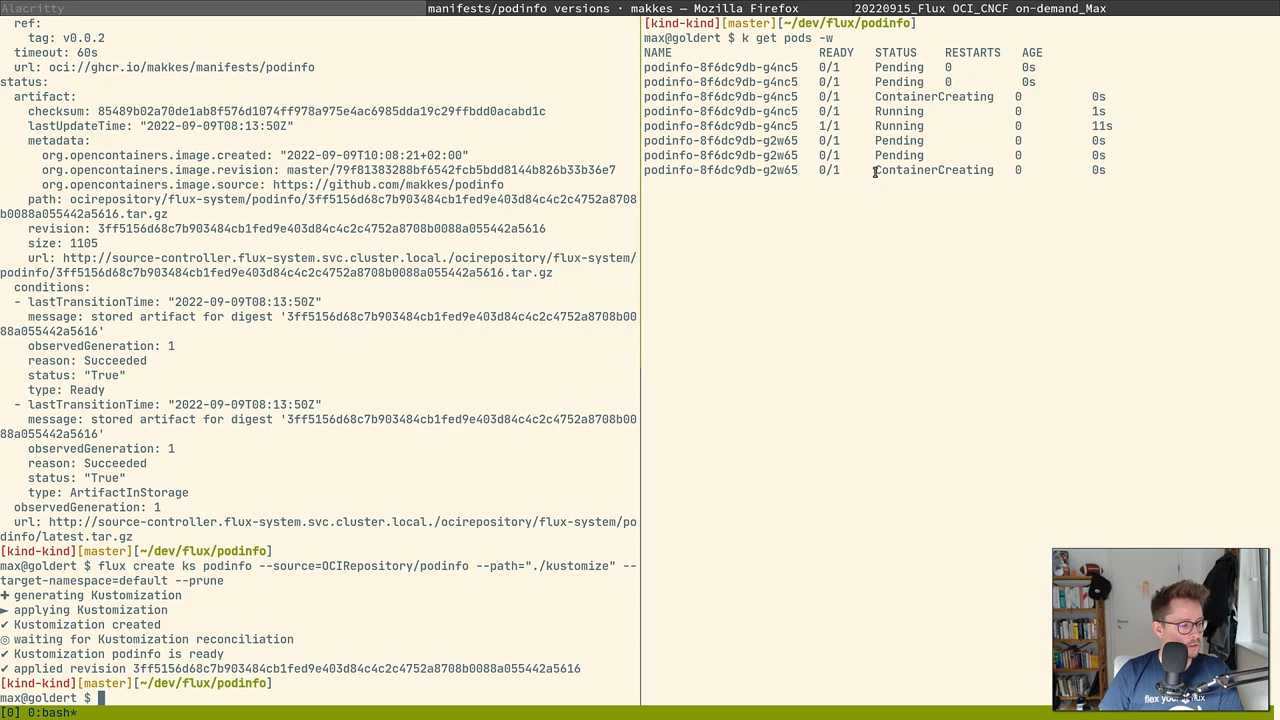 Alacritty
manifests/podinfo versions · makkes — Mozilla Firefox
20220915_Flux OCI_CNCF on-demand_Max
  ref:
    tag: v0.0.2
  timeout: 60s
  url: oci://ghcr.io/makkes/manifests/podinfo
status:
  artifact:
    checksum: 85489b02a70de1ab8f576d1074ff978a975e4ac6985dda19c29ffbdd0acabd1c
    lastUpdateTime: "2022-09-09T08:13:50Z"
    metadata:
      org.opencontainers.image.created: "2022-09-09T10:08:21+02:00"
      org.opencontainers.image.revision: master/79f81383288bf6542fcb5bdd8144b826b33b36e7
      org.opencontainers.image.source: https://github.com/makkes/podinfo
    path: ocirepository/flux-system/podinfo/3ff5156d68c7b903484cb1fed9e403d84c4c2c4752a8708
b0088a055442a5616.tar.gz
    revision: 3ff5156d68c7b903484cb1fed9e403d84c4c2c4752a8708b0088a055442a5616
    size: 1105
    url: http://source-controller.flux-system.svc.cluster.local./ocirepository/flux-system/
podinfo/3ff5156d68c7b903484cb1fed9e403d84c4c2c4752a8708b0088a055442a5616.tar.gz
  conditions:
  - lastTransitionTime: "2022-09-09T08:13:50Z"
    message: stored artifact for digest '3ff5156d68c7b903484cb1fed9e403d84c4c2c4752a8708b00
88a055442a5616'
    observedGeneration: 1
    reason: Succeeded
    status: "True"
    type: Ready
  - lastTransitionTime: "2022-09-09T08:13:50Z"
    message: stored artifact for digest '3ff5156d68c7b903484cb1fed9e403d84c4c2c4752a8708b00
88a055442a5616'
    observedGeneration: 1
    reason: Succeeded
    status: "True"
    type: ArtifactInStorage
  observedGeneration: 1
  url: http://source-controller.flux-system.svc.cluster.local./ocirepository/flux-system/po
dinfo/latest.tar.gz
[kind-kind][master][~/dev/flux/podinfo]
max@goldert $ flux create ks podinfo --source=OCIRepository/podinfo --path="./kustomize" --
target-namespace=default --prune
✚ generating Kustomization
► applying Kustomization
✔ Kustomization created
◎ waiting for Kustomization reconciliation
✔ Kustomization podinfo is ready
✔ applied revision 3ff5156d68c7b903484cb1fed9e403d84c4c2c4752a8708b0088a055442a5616
[kind-kind][master][~/dev/flux/podinfo]
max@goldert $
[0] 0:bash*
[kind-kind][master][~/dev/flux/podinfo]
max@goldert $ k get pods -w
NAME                      READY   STATUS    RESTARTS   AGE
podinfo-8f6dc9db-g4nc5   0/1     Pending   0          0s
podinfo-8f6dc9db-g4nc5   0/1     Pending   0          0s
podinfo-8f6dc9db-g4nc5   0/1     ContainerCreating   0          0s
podinfo-8f6dc9db-g4nc5   0/1     Running             0          1s
podinfo-8f6dc9db-g4nc5   1/1     Running             0          11s
podinfo-8f6dc9db-g2w65   0/1     Pending             0          0s
podinfo-8f6dc9db-g2w65   0/1     Pending             0          0s
podinfo-8f6dc9db-g2w65   0/1     ContainerCreating   0          0s